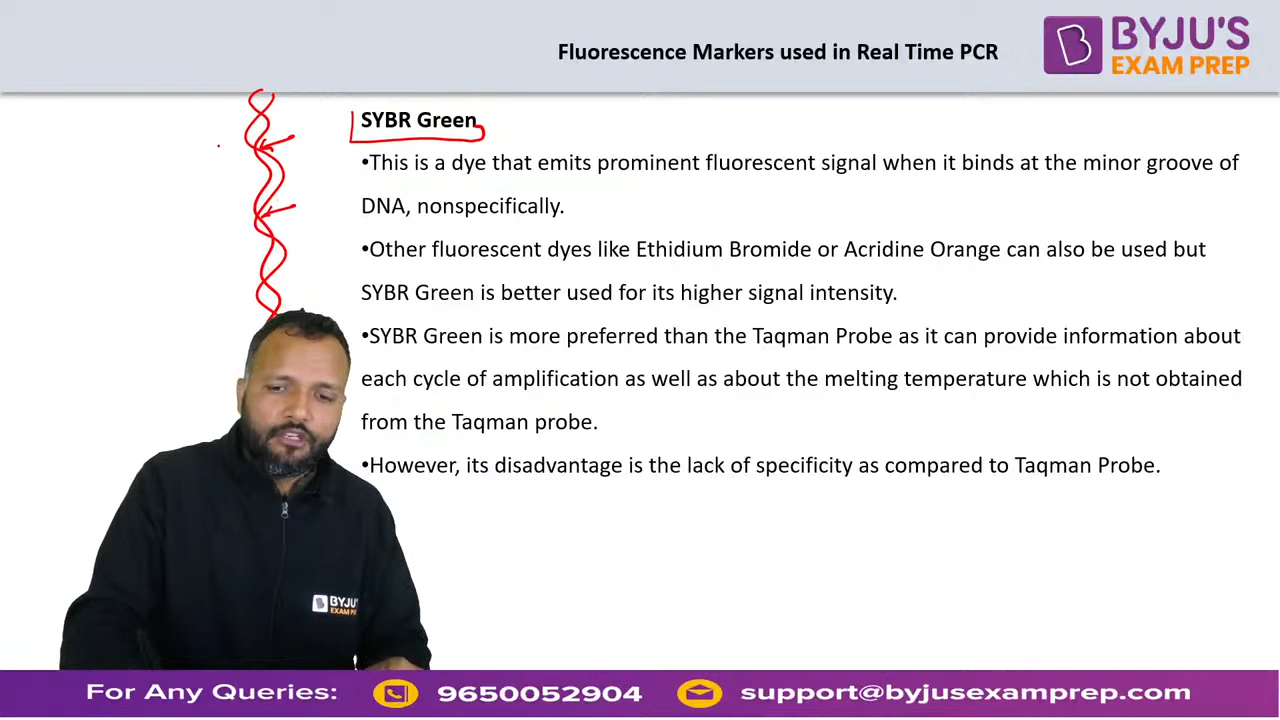 Fluorescence Markers used in Real Time PCR
BYJU'S
EXAM PREP
SYBR Green
•This is a dye that emits prominent fluorescent signal when it binds at the minor groove of
DNA, nonspecifically.
•Other fluorescent dyes like Ethidium Bromide or Acridine Orange can also be used but
SYBR Green is better used for its higher signal intensity.
•SYBR Green is more preferred than the Taqman Probe as it can provide information about
each cycle of amplification as well as about the melting temperature which is not obtained
from the Taqman probe.
•However, its disadvantage is the lack of specificity as compared to Taqman Probe.
BYJU'S
EXAM PREP
For Any Queries: 9650052904 support@byjusexamprep.com